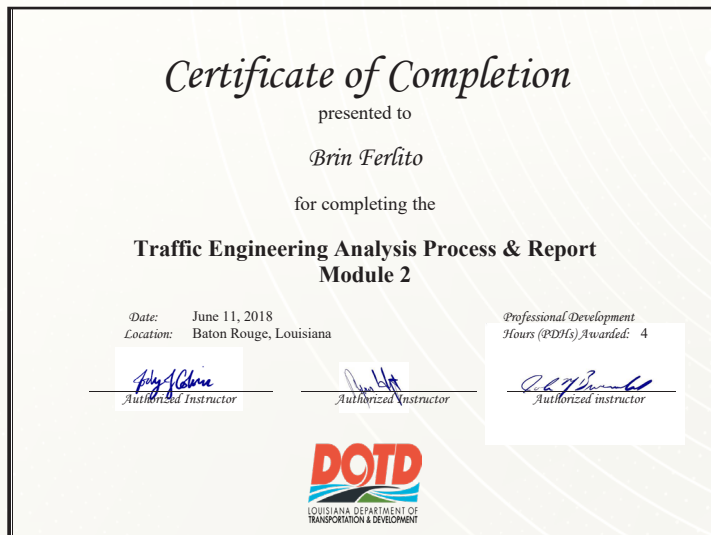 Certificate of Completion
presented to
Brin Ferlito
for completing the
Traffic Engineering Analysis Process & Report
Module 2
Date: June 11, 2018
Location: Baton Rouge, Louisiana
Professional Development
Hours (PDHs) Awarded: 4
Authorized Instructor
Authorized Instructor
Authorized instructor
DOTD
LOUISIANA DEPARTMENT OF
TRANSPORTATION & DEVELOPMENT